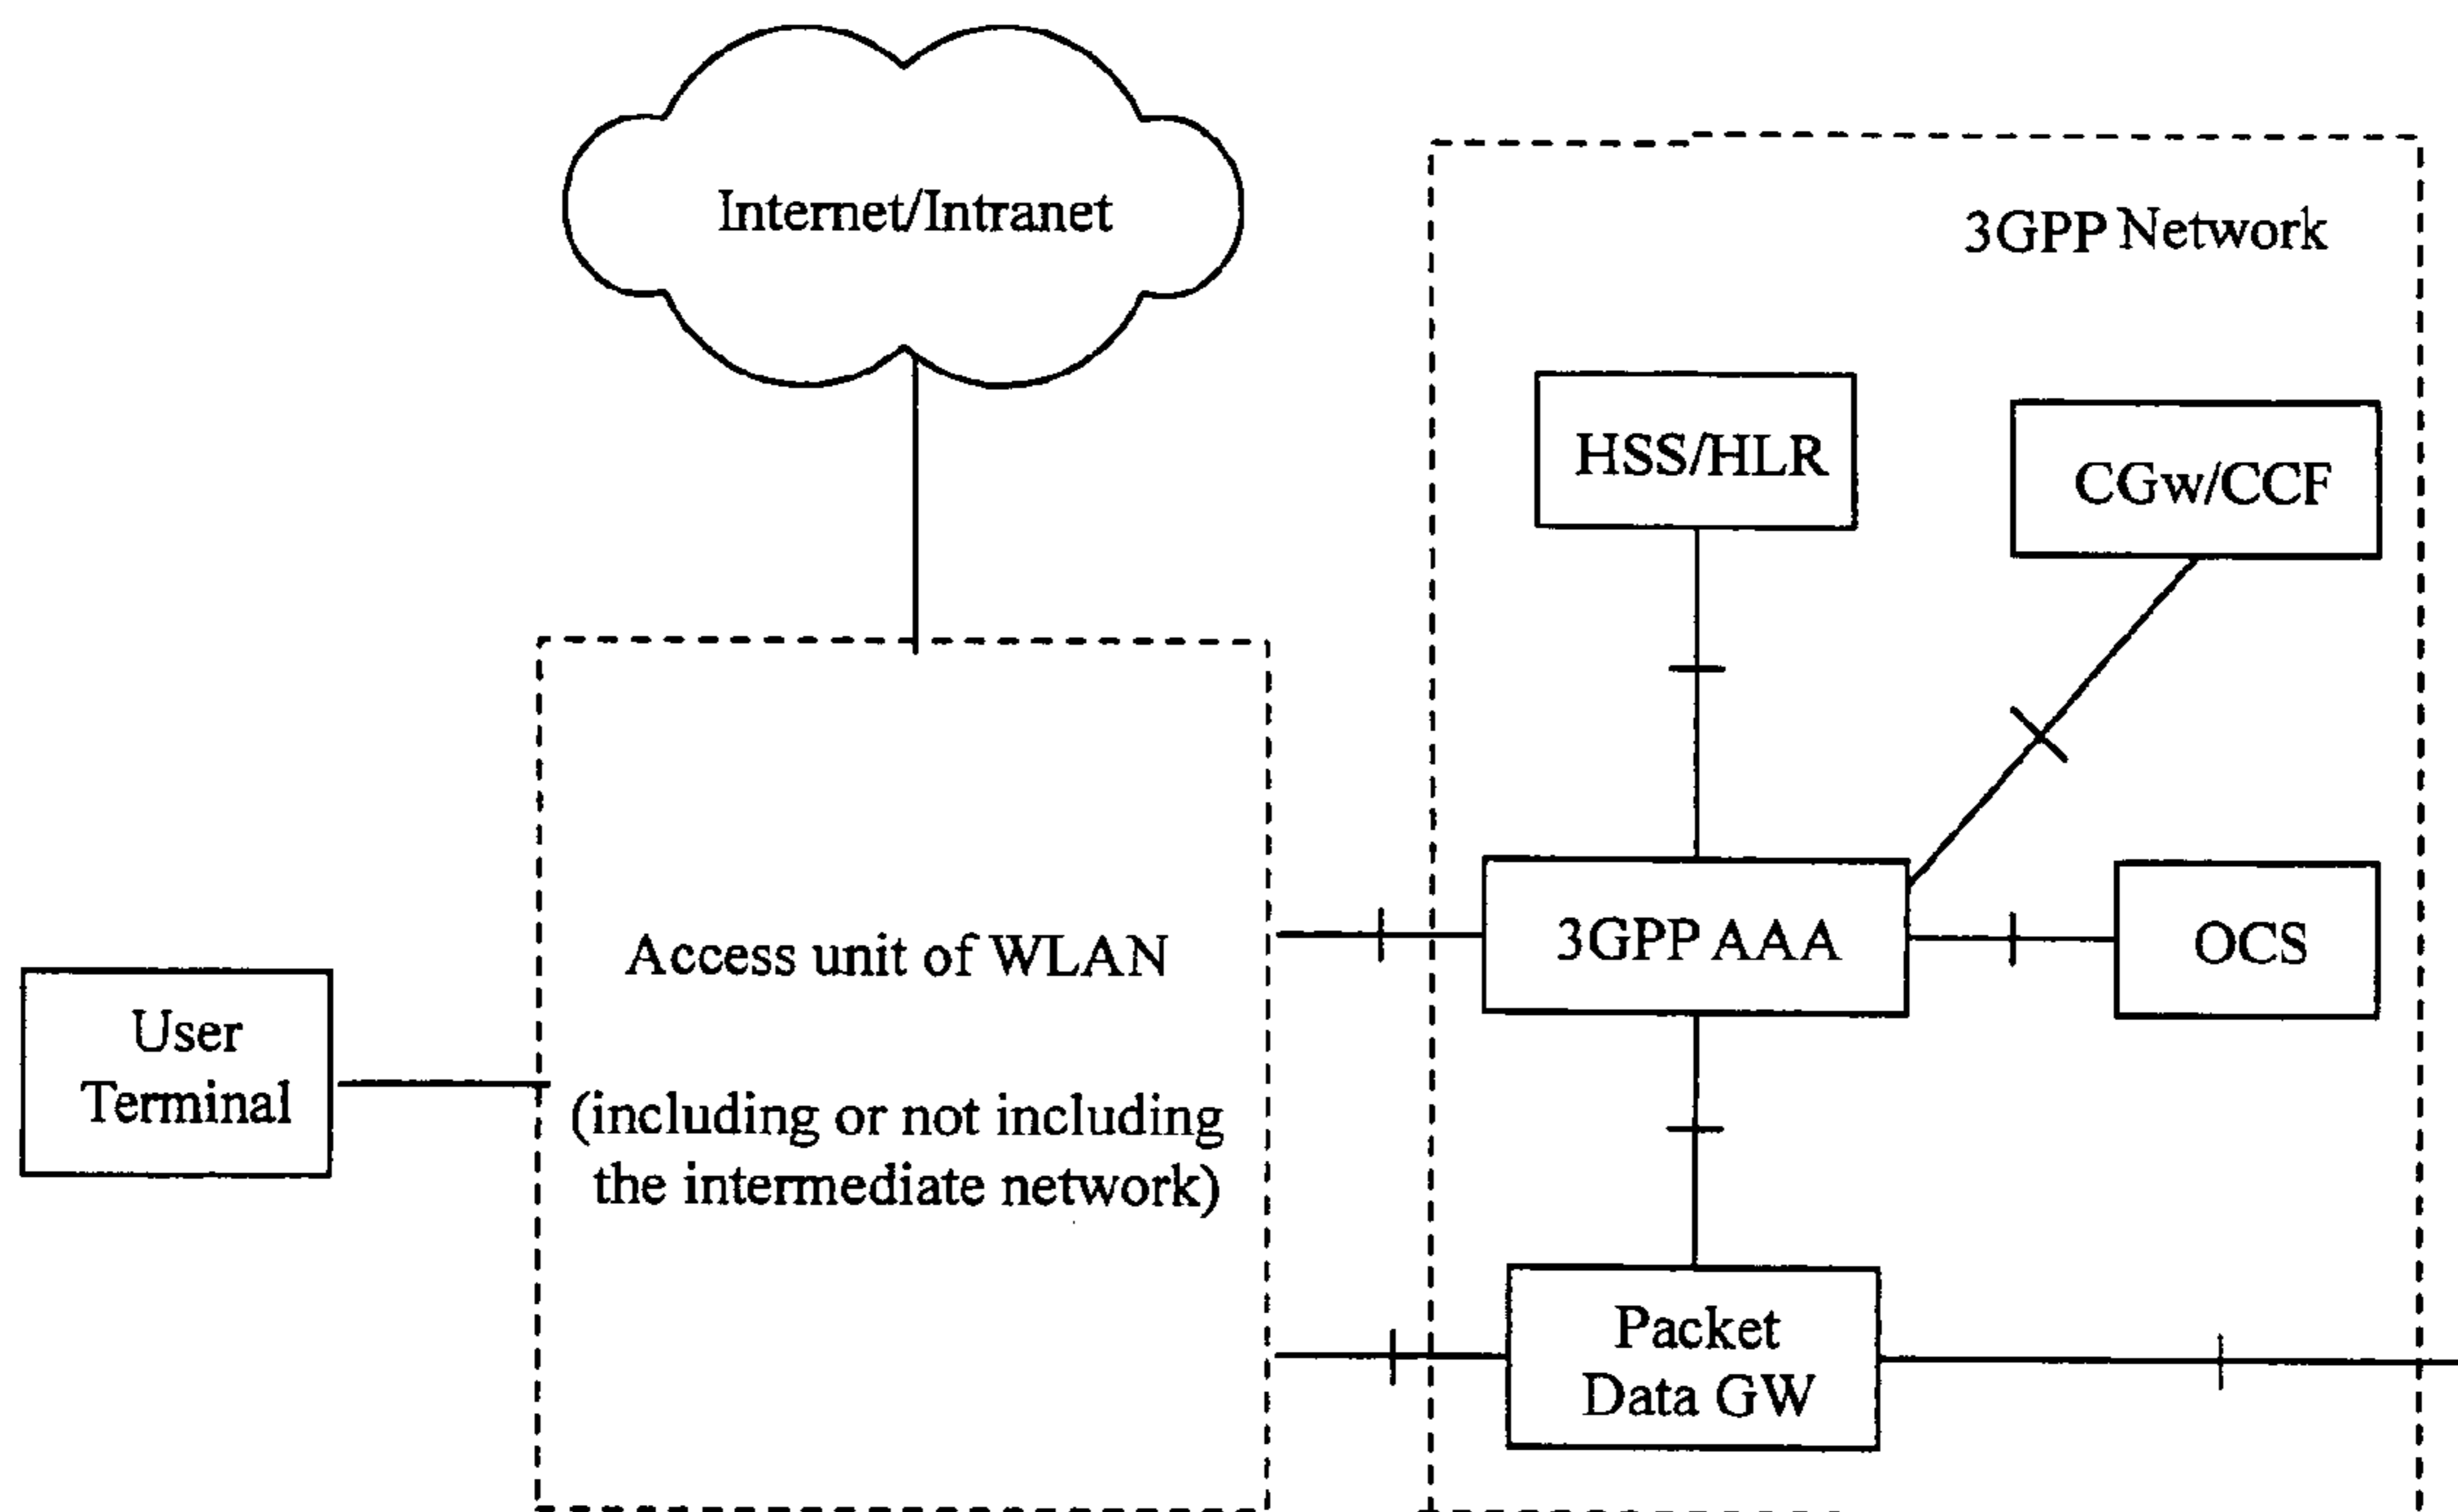 Internet/Intranet
3GPP Network
HSS/HLR
CGw/CCF
Access unit of WLAN
3GPP AAA
OCS
User
Terminal
(including or not including
the intermediate network)
Packet
Data GW